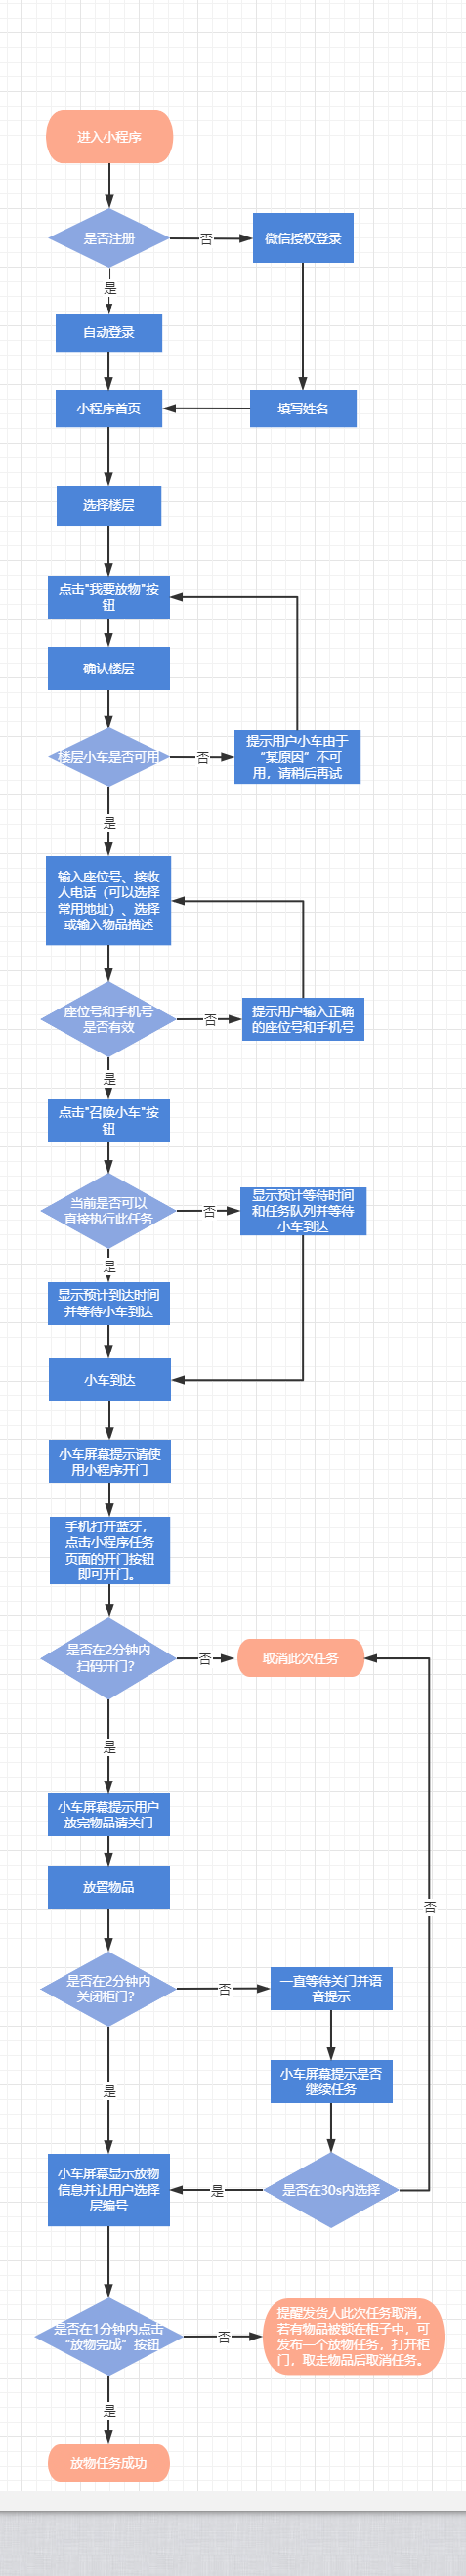 进入小程序
是否注册
否
微信授权登录
是
自动登录
小程序首页
填写姓名
选择楼层
点击"我要放物"按
钮
确认楼层
楼层小车是否可用
否
提示用户小车由于
“某原因”不可
用，请稍后再试
是
输入座位号、接收
人电话（可以选择
常用地址）、选择
或输入物品描述
座位号和手机号
是否有效
否
提示用户输入正确
的座位号和手机号
是
点击"召唤小车"按
钮
当前是否可以
直接执行此任务
否
显示预计等待时间
和任务队列并等待
小车到达
是
显示预计到达时间
并等待小车到达
小车到达
小车屏幕提示请使
用小程序开门
手机打开蓝牙，
点击小程序任务
页面的开门按钮
即可开门。
是否在2分钟内
扫码开门？
否
取消此次任务
是
小车屏幕提示用户
放完物品请关门
放置物品
否
是否在2分钟内
关闭柜门？
否
一直等待关门并语
音提示
小车屏幕提示是否
继续任务
是
小车屏幕显示放物
信息并让用户选择
层编号
是
是否在30s内选择
是否在1分钟内点击
“放物完成”按钮
否
提醒发货人此次任务取消，
若有物品被锁在柜子中，可
发布一个放物任务，打开柜
门，取走物品后取消任务。
是
放物任务成功